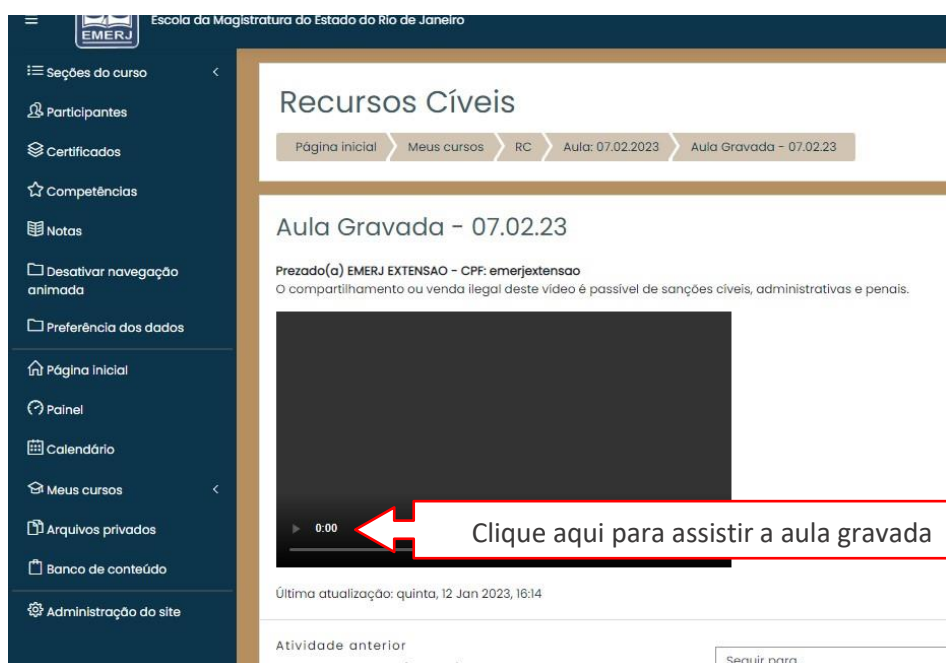 Escola da Magistratura do Estado do Rio de Janeiro
EMERJ
Seções do curso
Participantes
Certificados
Competências
Notas
Desativar navegação
animada
Preferência dos dados
Página inicial
Painel
Calendário
Meus cursos
Arquivos privados
Banco de conteúdo
Administração do site
Recursos Cíveis
Página inicial
Meus cursos
RC
Aula: 07.02.2023
Aula Gravada - 07.02.23
Aula Gravada - 07.02.23
Prezado(a) EMERJ EXTENSAO - CPF: emerjextensao
O compartilhamento ou venda ilegal deste vídeo é passível de sanções cíveis, administrativas e penais.
0:00
Clique aqui para assistir a aula gravada
Última atualização: quinta, 12 Jan 2023, 16:14
Atividade anterior
Seguir para